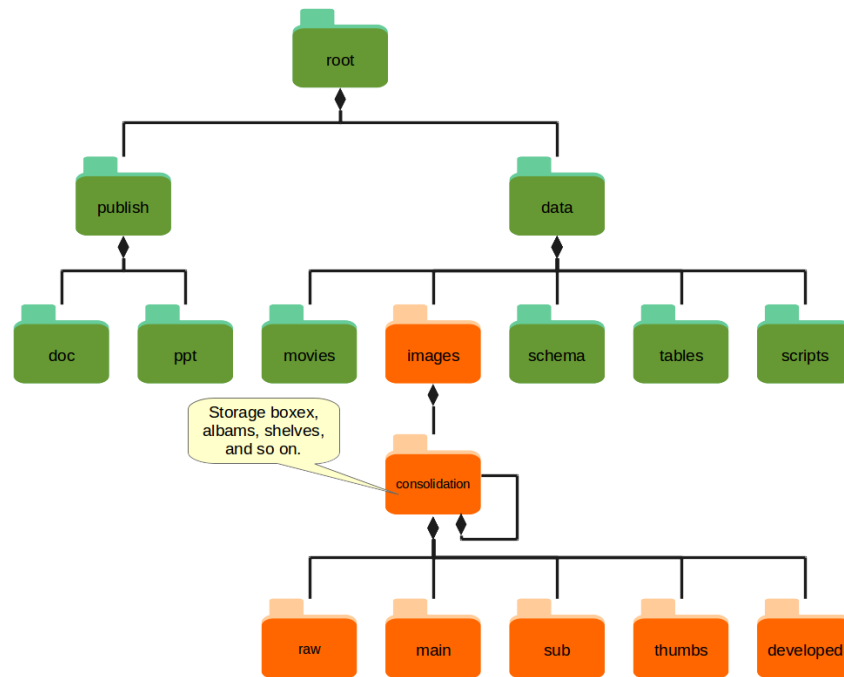 root
publish
data
doc
ppt
movies
images
schema
tables
scripts
Storage boxex,
albams, shelves,
and so on.
consolidation
raw
main
sub
thumbs
developed